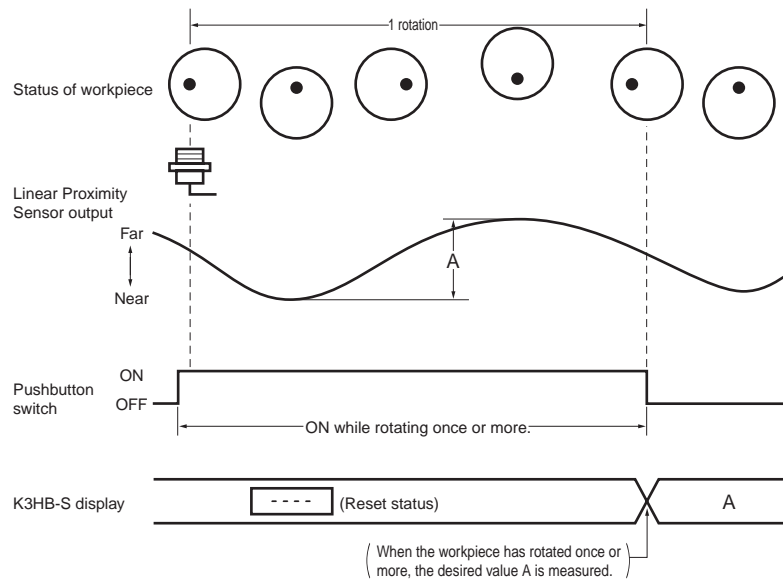 1 rotation
Status of workpiece
Linear Proximity
Sensor output
Far
A
Near
Pushbutton
switch
ON
OFF
ON while rotating once or more.
K3HB-S display
- - - -
(Reset status)
A
(When the workpiece has rotated once or
more, the desired value A is measured.)